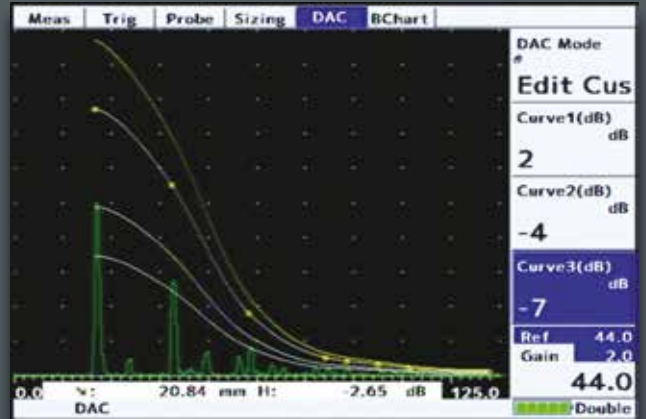 Meas Trig Probe Sizing DAC BChart
DAC Mode
Edit Cus
Curve1(dB)
dB
2
Curve2(dB)
dB
-4
Curve3(dB)
dB
-7
Ref 44.0
Gain 2.0
44.0
0.0 : 20.84 mm H: -2.65 dB 125.0
DAC
Double